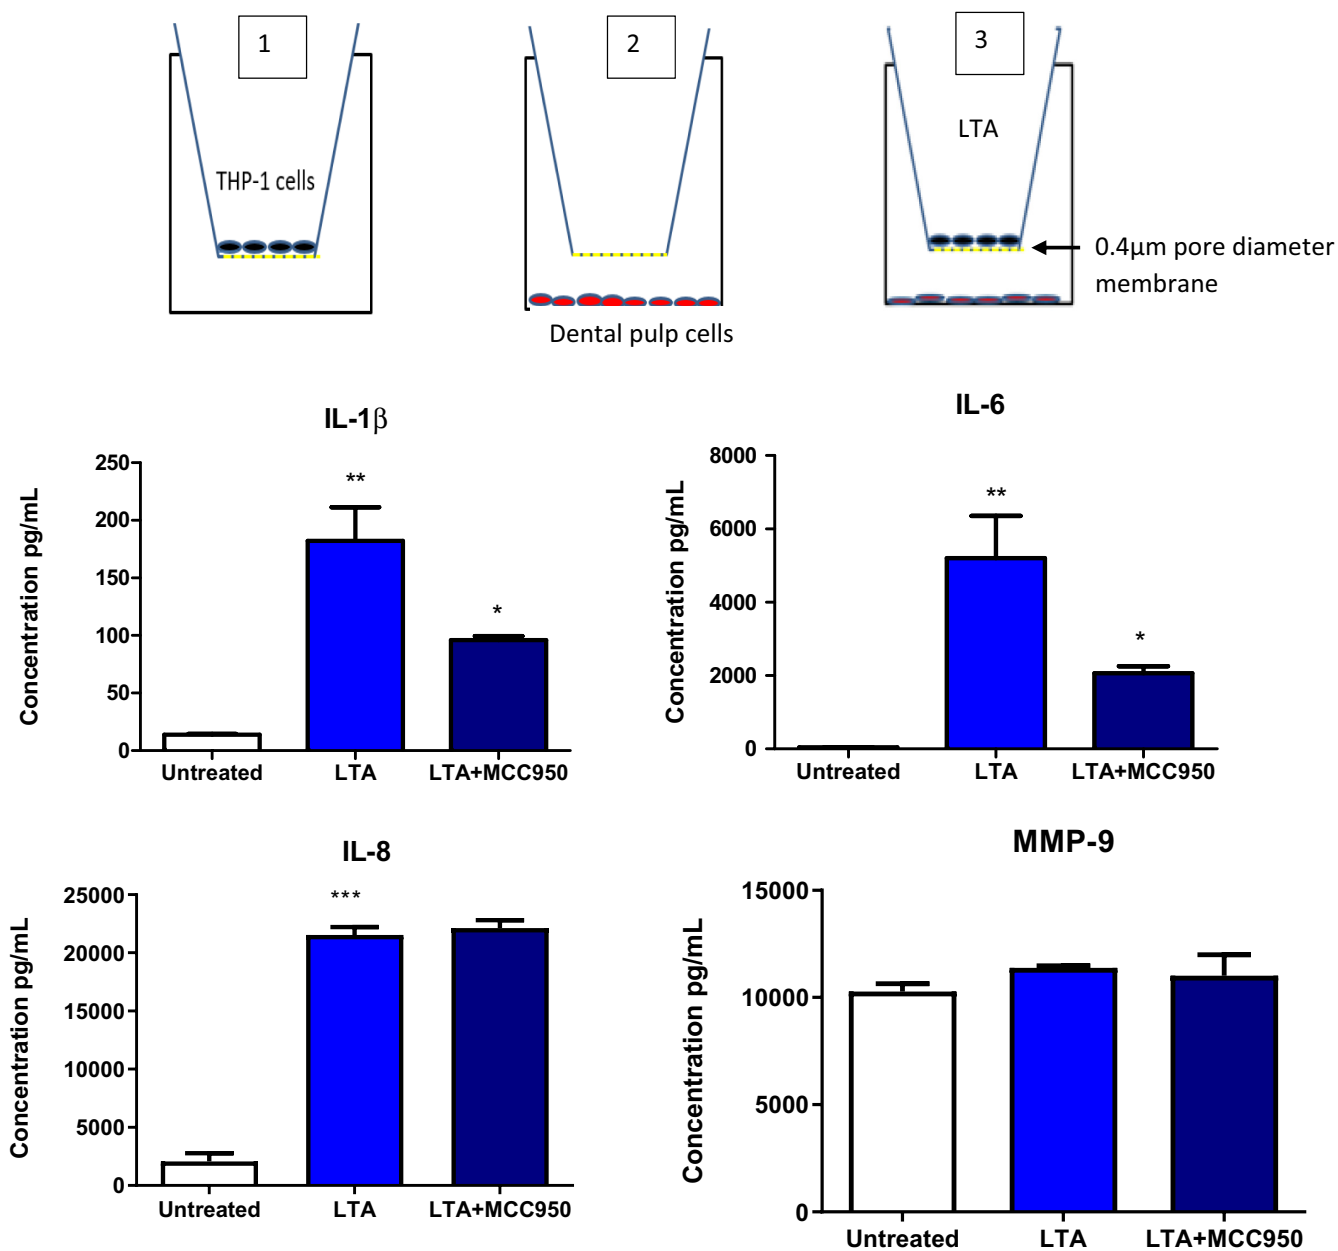 1
2
3
THP-1 cells
LTA
0.4µm pore diameter
membrane
Dental pulp cells
IL-1β
Concentration pg/mL
250
200
150
100
50
0
**
*
Untreated
LTA
LTA+MCC950
IL-6
Concentration pg/mL
8000
6000
4000
2000
0
**
*
Untreated
LTA
LTA+MCC950
IL-8
Concentration pg/mL
25000
20000
15000
10000
5000
0
***
Untreated
LTA
LTA+MCC950
MMP-9
Concentration pg/mL
15000
10000
5000
0
Untreated
LTA
LTA+MCC950